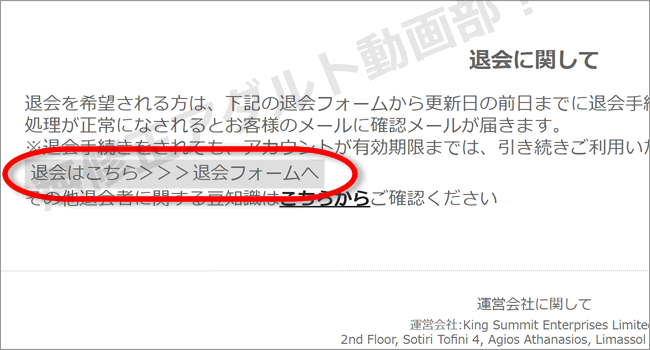 無修正アダルト動画部！
退会に関して
退会を希望される方は、下記の退会フォームから更新日の前日までに退会手続
処理が正常になされるとお客様のメールに確認メールが届きます。
※退会手続きをされても、アカウントが有効期限までは、引き続きご利用いた
退会はこちら＞＞＞退会フォームへ
その他退会者に関する豆知識はこちらからご確認ください
運営会社に関して
運営会社:King Summit Enterprises Limite
2nd Floor, Sotiri Tofini 4, Agios Athanasios, Limassol